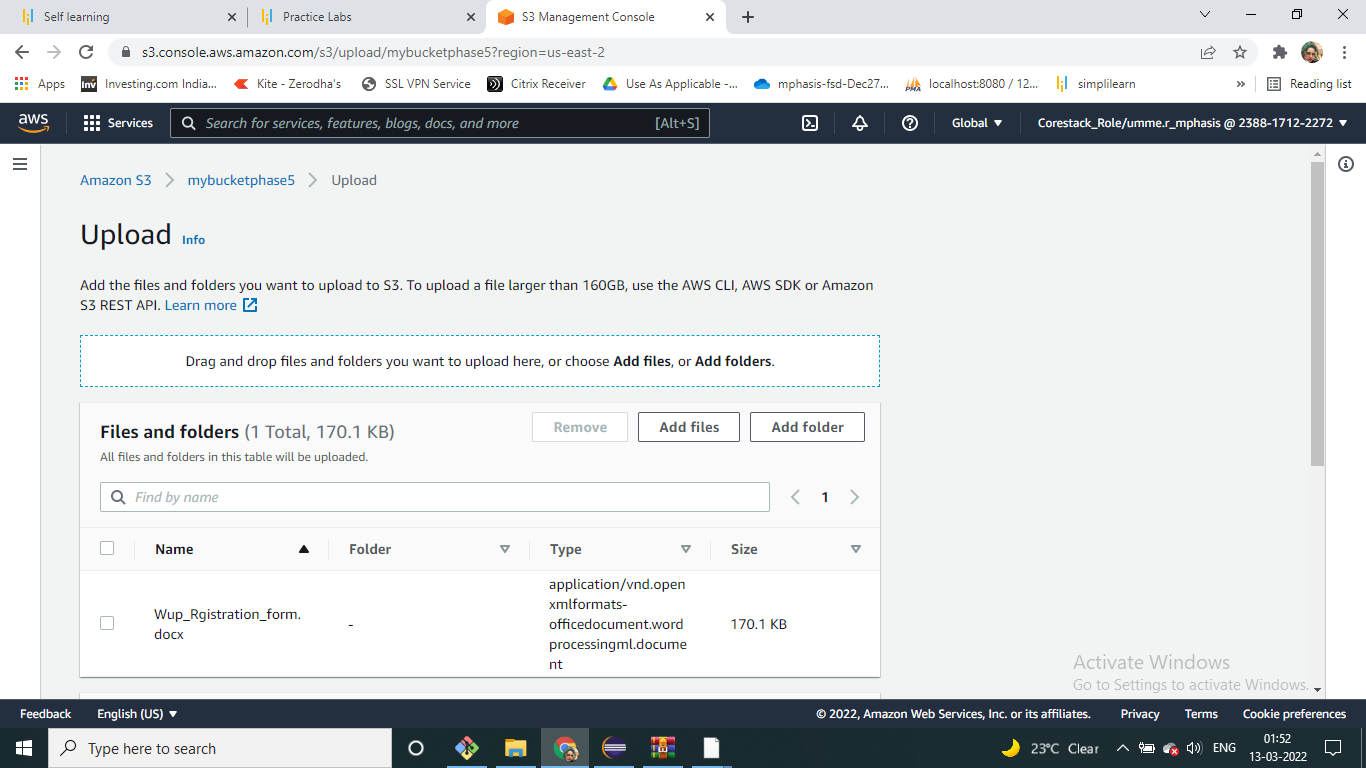 Self learning
Practice Labs
S3 Management Console
s3.console.aws.amazon.com/s3/upload/mybucketphase5?region=us-east-2
Apps
inv
Investing.com India...
Kite - Zerodha's
SSL VPN Service
Citrix Receiver
Use As Applicable -...
mphasis-fsd-Dec27...
localhost:8080 / 12...
simplilearn
»
Reading list
aws
Services
Search for services, features, blogs, docs, and more
[Alt+S]
Global
Corestack_Role/umme.r_mphasis @ 2388-1712-2272
Amazon S3 > mybucketphase5 > Upload
Upload Info
Add the files and folders you want to upload to S3. To upload a file larger than 160GB, use the AWS CLI, AWS SDK or Amazon
S3 REST API. Learn more
Drag and drop files and folders you want to upload here, or choose Add files, or Add folders.
Files and folders (1 Total, 170.1 KB)
Remove
Add files
Add folder
All files and folders in this table will be uploaded.
Find by name
1
Name
Folder
Type
Size
Wup_Rgistration_form.
docx
-
application/vnd.open
xmlformats-
officedocument.word
processingml.docume
nt
170.1 KB
Activate Windows
Go to Settings to activate Windows.
Feedback
English (US)
© 2022, Amazon Web Services, Inc. or its affiliates.
Privacy
Terms
Cookie preferences
Type here to search
23°C Clear
ENG
01:52
13-03-2022